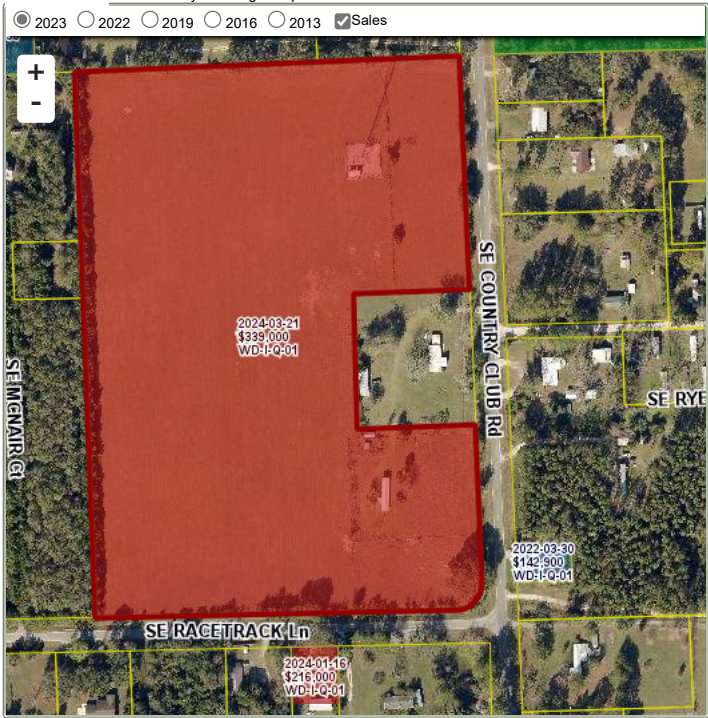 2023 2022 2019 2016 2013 Sales
+
-
2024-03-21
$339,000
WD-I-Q-01
SE COUNTRY CLUB Rd
SE MCNAIR Ct
SE RYE
2022-03-30
$142,900
WD-I-Q-01
SE RACETRACK Ln
2024-01-16
$216,000
WD-I-Q-01